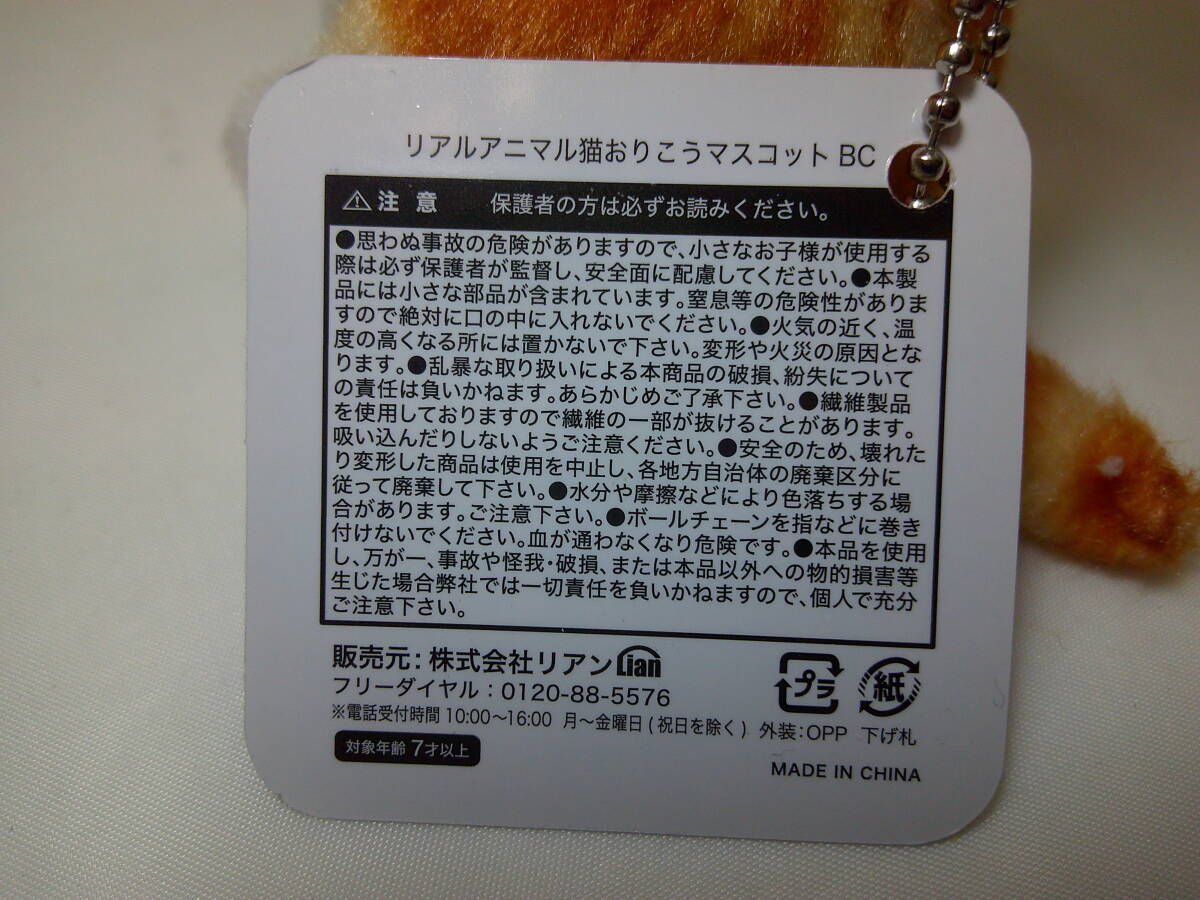 リアルアニマル猫おりこうマスコット BC
⚠注 意 保護者の方は必ずお読みください。
●思わぬ事故の危険がありますので、小さなお子様が使用する
際は必ず保護者が監督し、安全面に配慮してください。●本製
品には小さな部品が含まれています。窒息等の危険性がありま
すので絶対に口の中に入れないでください。●火気の近く、温
度の高くなる所には置かないで下さい。変形や火災の原因とな
ります。●乱暴な取り扱いによる本商品の破損、紛失について
の責任は負いかねます。あらかじめご了承下さい。●繊維製品
を使用しておりますので繊維の一部が抜けることがあります。
吸い込んだりしないようご注意ください。●安全のため、壊れた
り変形した商品は使用を中止し、各地方自治体の廃棄区分に
従って廃棄して下さい。●水分や摩擦などにより色落ちする場
合があります。ご注意下さい。●ボールチェーンを指などに巻き
付けないでください。血が通わなくなり危険です。●本品を使用
し、万が一、事故や怪我・破損、または本品以外への物的損害等
生じた場合弊社では一切責任を負いかねますので、個人で充分
ご注意下さい。
販売元：株式会社リアン Lian
フリーダイヤル：0120-88-5576
※電話受付時間 10:00～16:00 月～金曜日(祝日を除く)
対象年齢 7才以上
プラ 紙
外装：OPP 下げ札
MADE IN CHINA